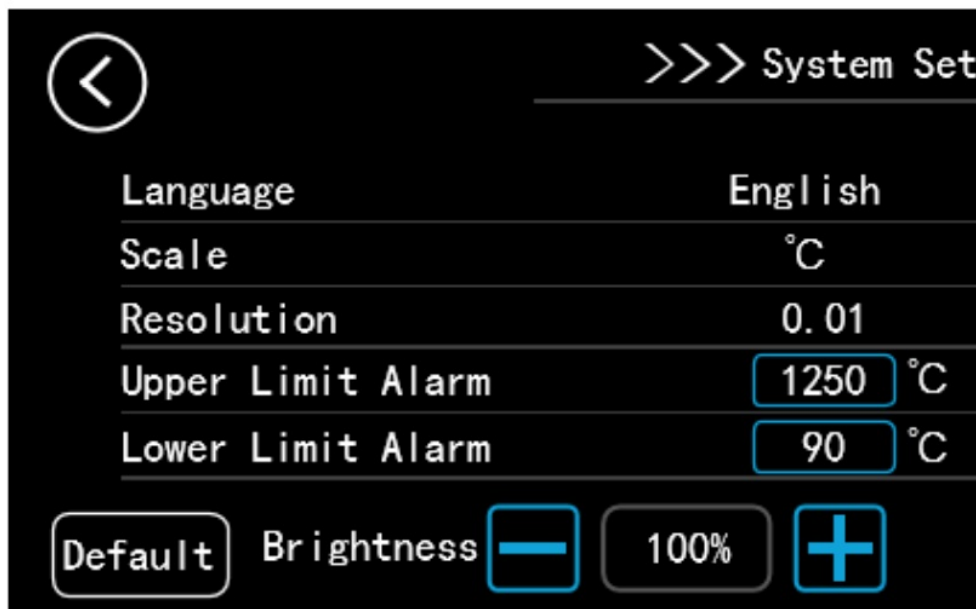 >>> System Set
Language English
Scale °C
Resolution 0.01
Upper Limit Alarm 1250 °C
Lower Limit Alarm 90 °C
Default Brightness 100%